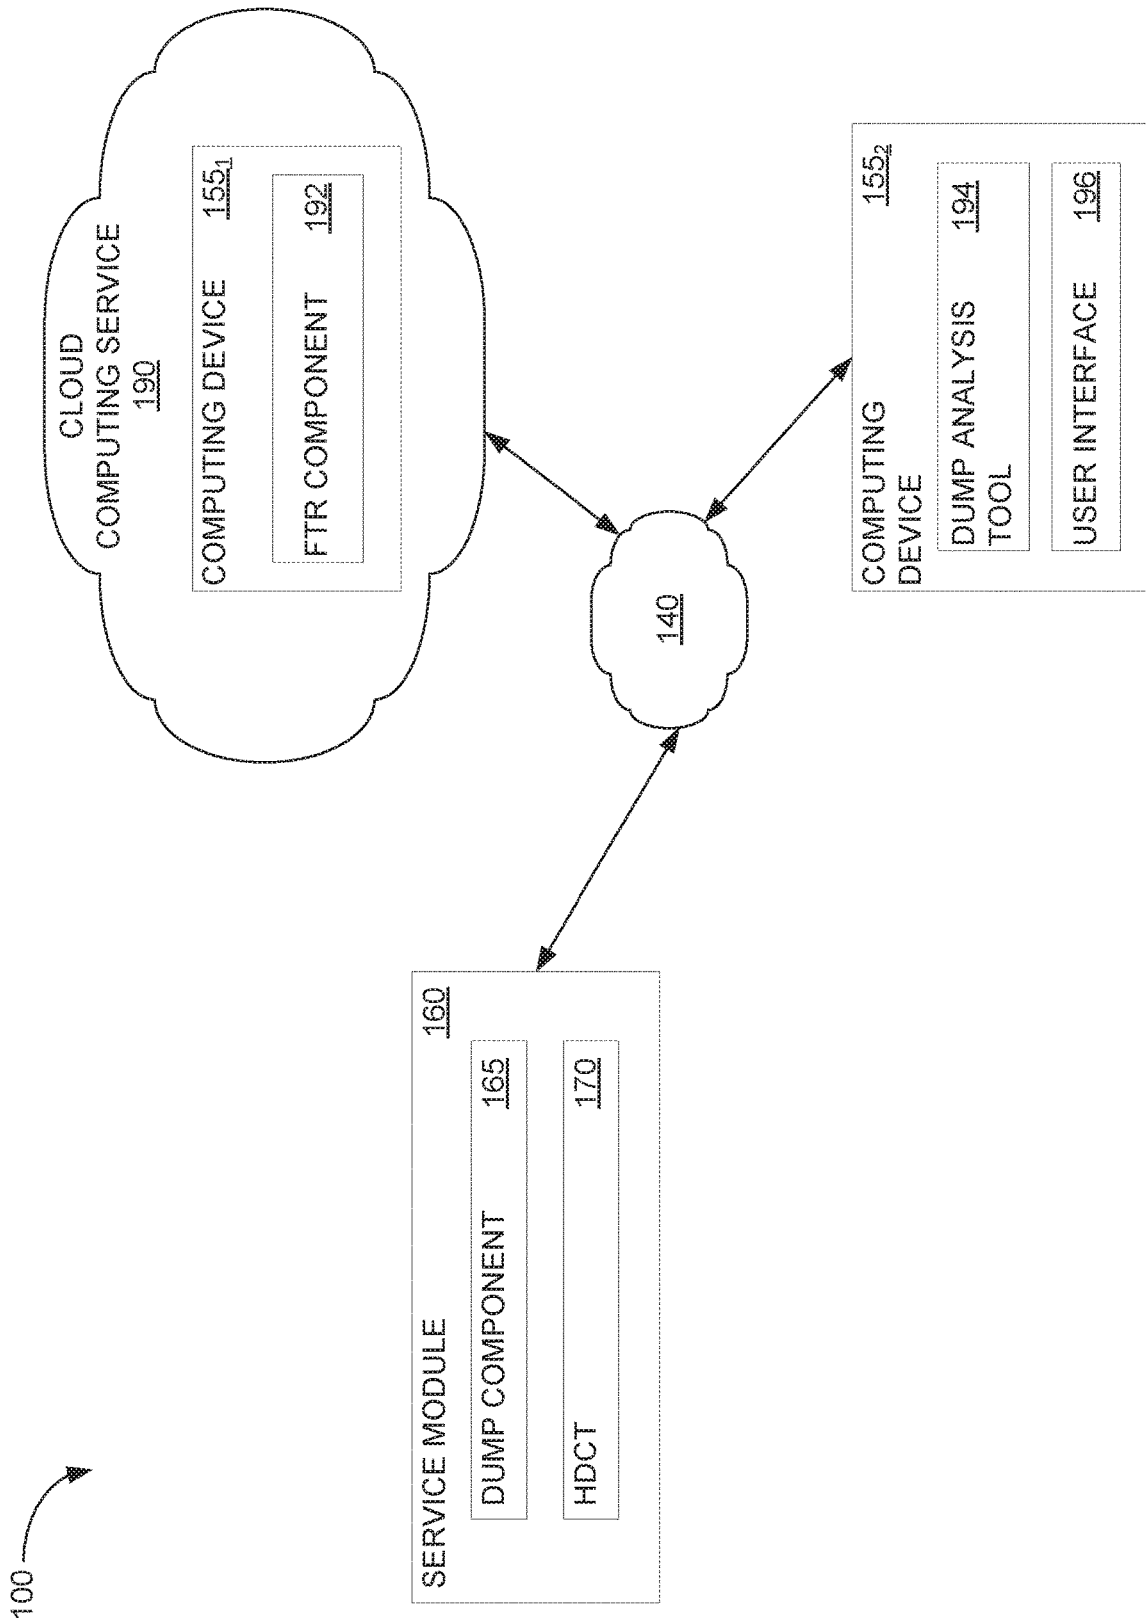 100
SERVICE MODULE 160
DUMP COMPONENT 165
HDCT 170
140
CLOUD
COMPUTING SERVICE
190
COMPUTING DEVICE 155₁
FTR COMPONENT 192
COMPUTING
DEVICE 155₂
DUMP ANALYSIS 194
TOOL
USER INTERFACE 196